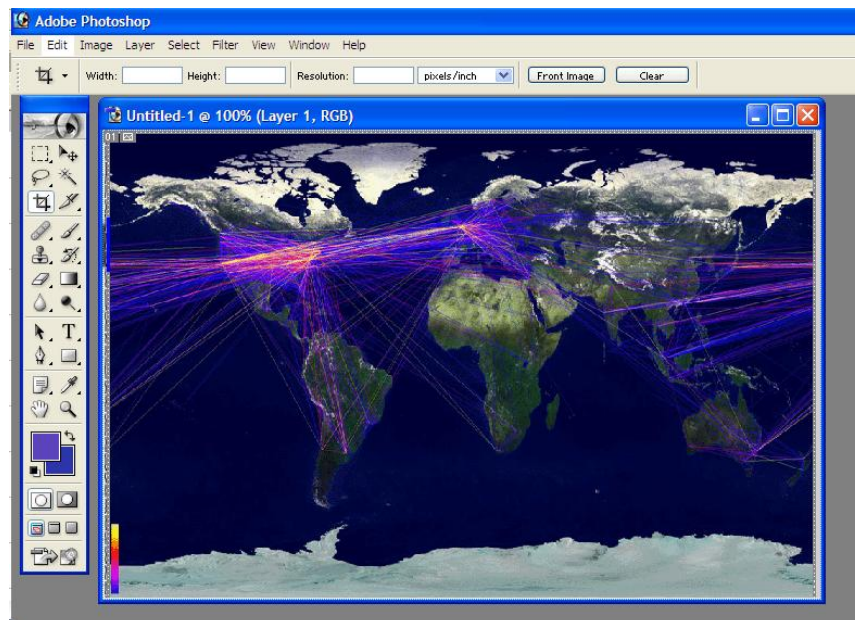 Adobe Photoshop
File Edit Image Layer Select Filter View Window Help
Width: Height: Resolution: pixels/inch Front Image Clear
Untitled-1 @ 100% (Layer 1, RGB)
01
T